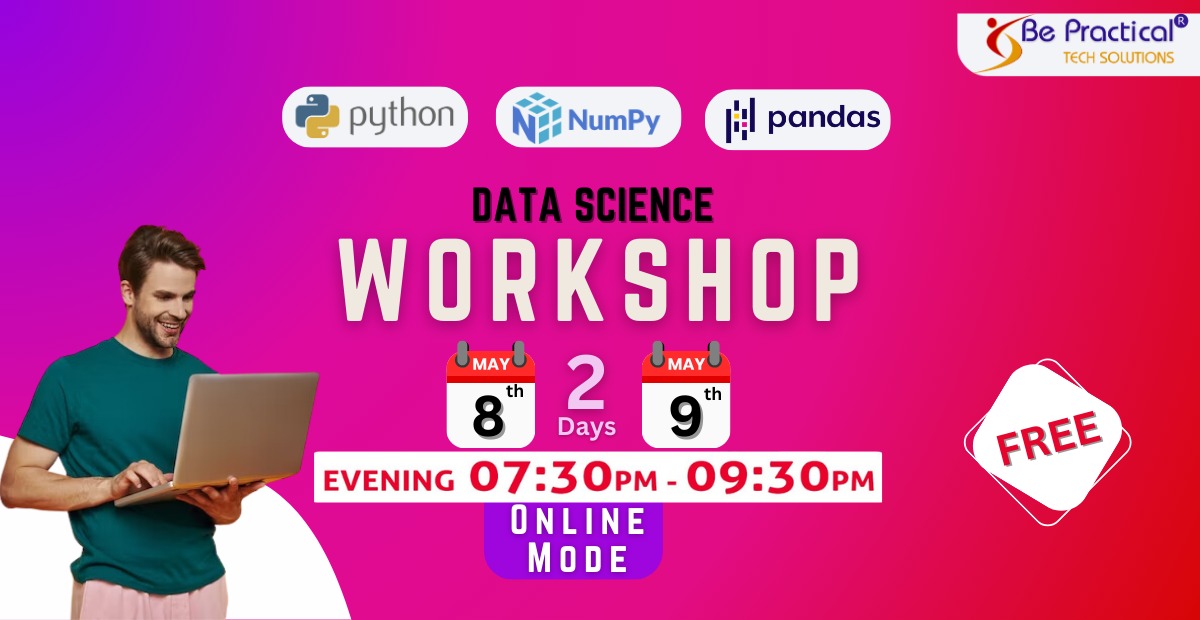 Be Practical®
TECH SOLUTIONS
python
NumPy
pandas
DATA SCIENCE
WORKSHOP
MAY
8th
2
Days
MAY
9th
EVENING 07:30PM - 09:30PM
FREE
ONLINE
MODE